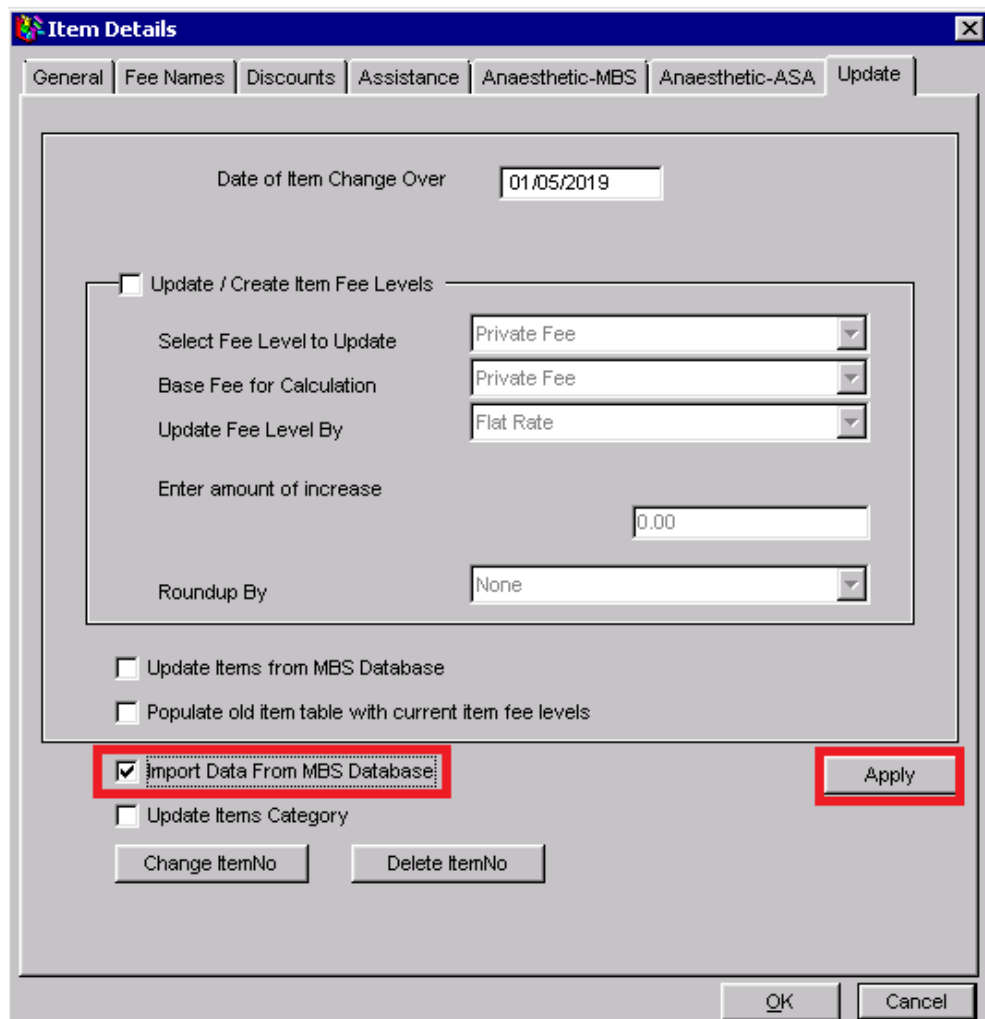 Item Details
General Fee Names Discounts Assistance Anaesthetic-MBS Anaesthetic-ASA Update
Date of Item Change Over 01/05/2019
Update / Create Item Fee Levels
Select Fee Level to Update Private Fee
Base Fee for Calculation Private Fee
Update Fee Level By Flat Rate
Enter amount of increase
0.00
Roundup By None
Update Items from MBS Database
Populate old item table with current item fee levels
Import Data From MBS Database Apply
Update Items Category
Change ItemNo Delete ItemNo
OK Cancel